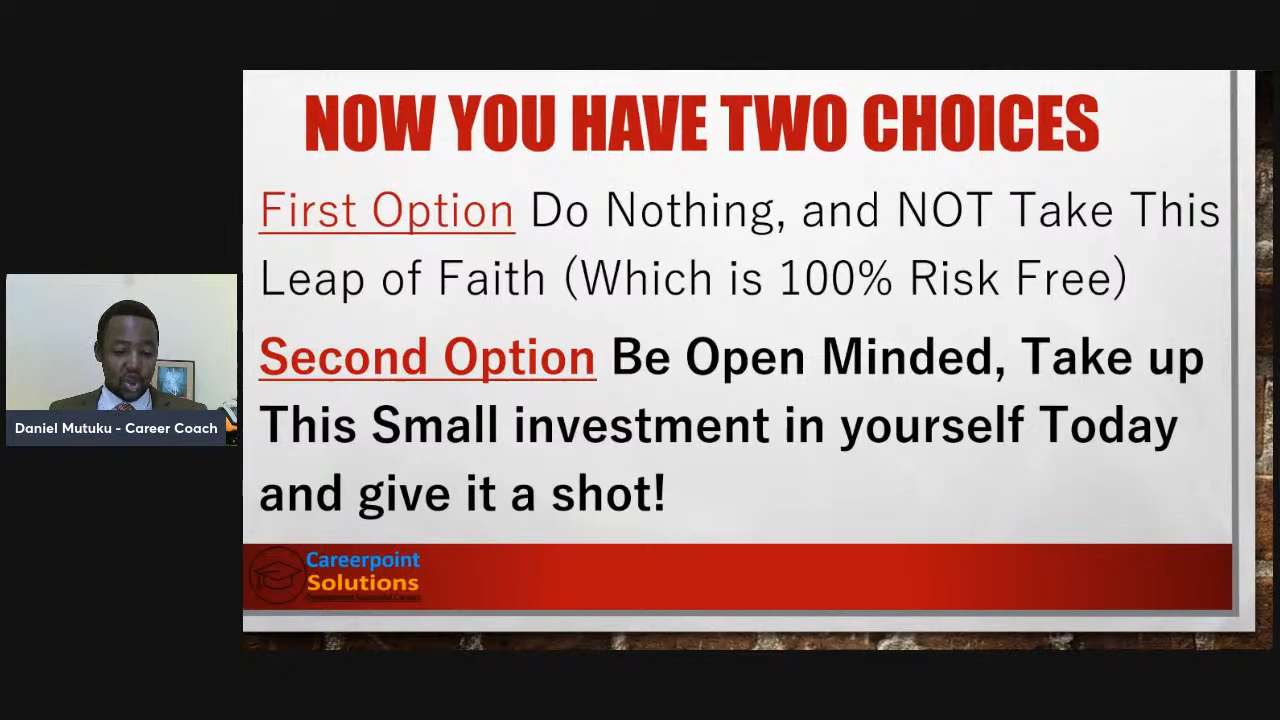 NOW YOU HAVE TWO CHOICES
First Option Do Nothing, and NOT Take This
Leap of Faith (Which is 100% Risk Free)
Second Option Be Open Minded, Take up
This Small investment in yourself Today
and give it a shot!
Daniel Mutuku - Career Coach
Careerpoint
Solutions